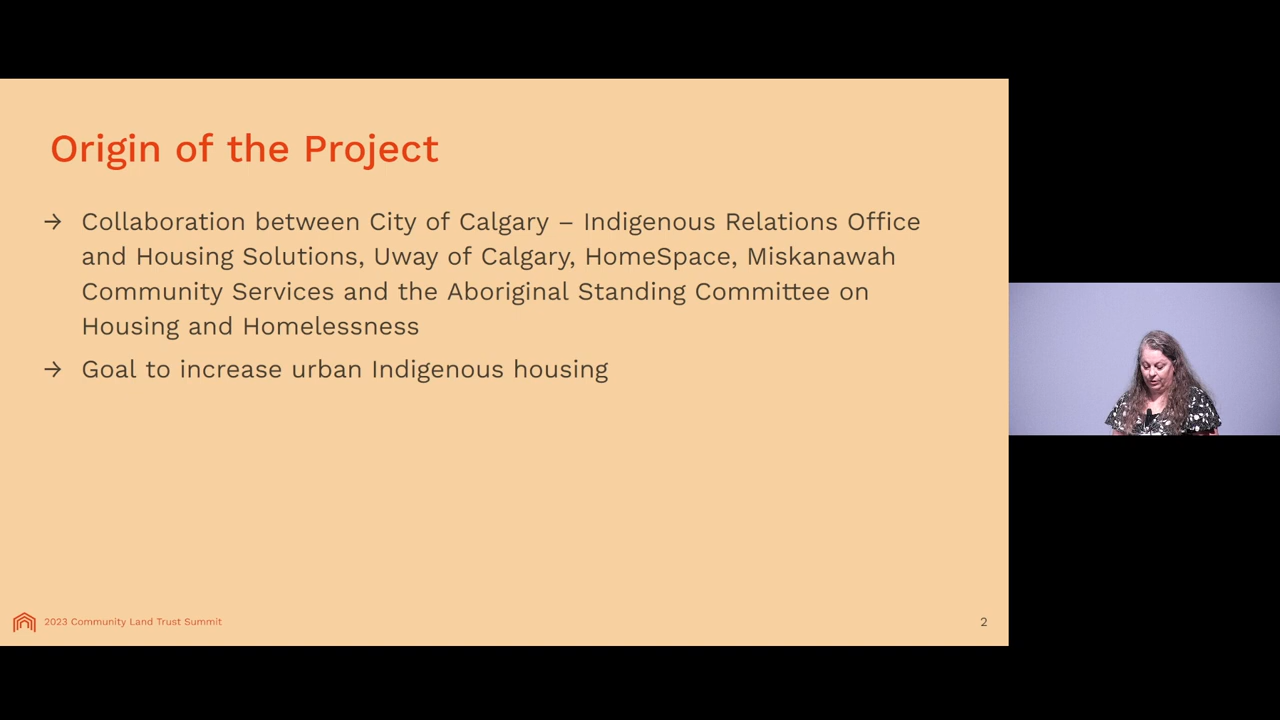 Origin of the Project
→ Collaboration between City of Calgary – Indigenous Relations Office
and Housing Solutions, Uway of Calgary, HomeSpace, Miskanawah
Community Services and the Aboriginal Standing Committee on
Housing and Homelessness
→ Goal to increase urban Indigenous housing
2023 Community Land Trust Summit
2